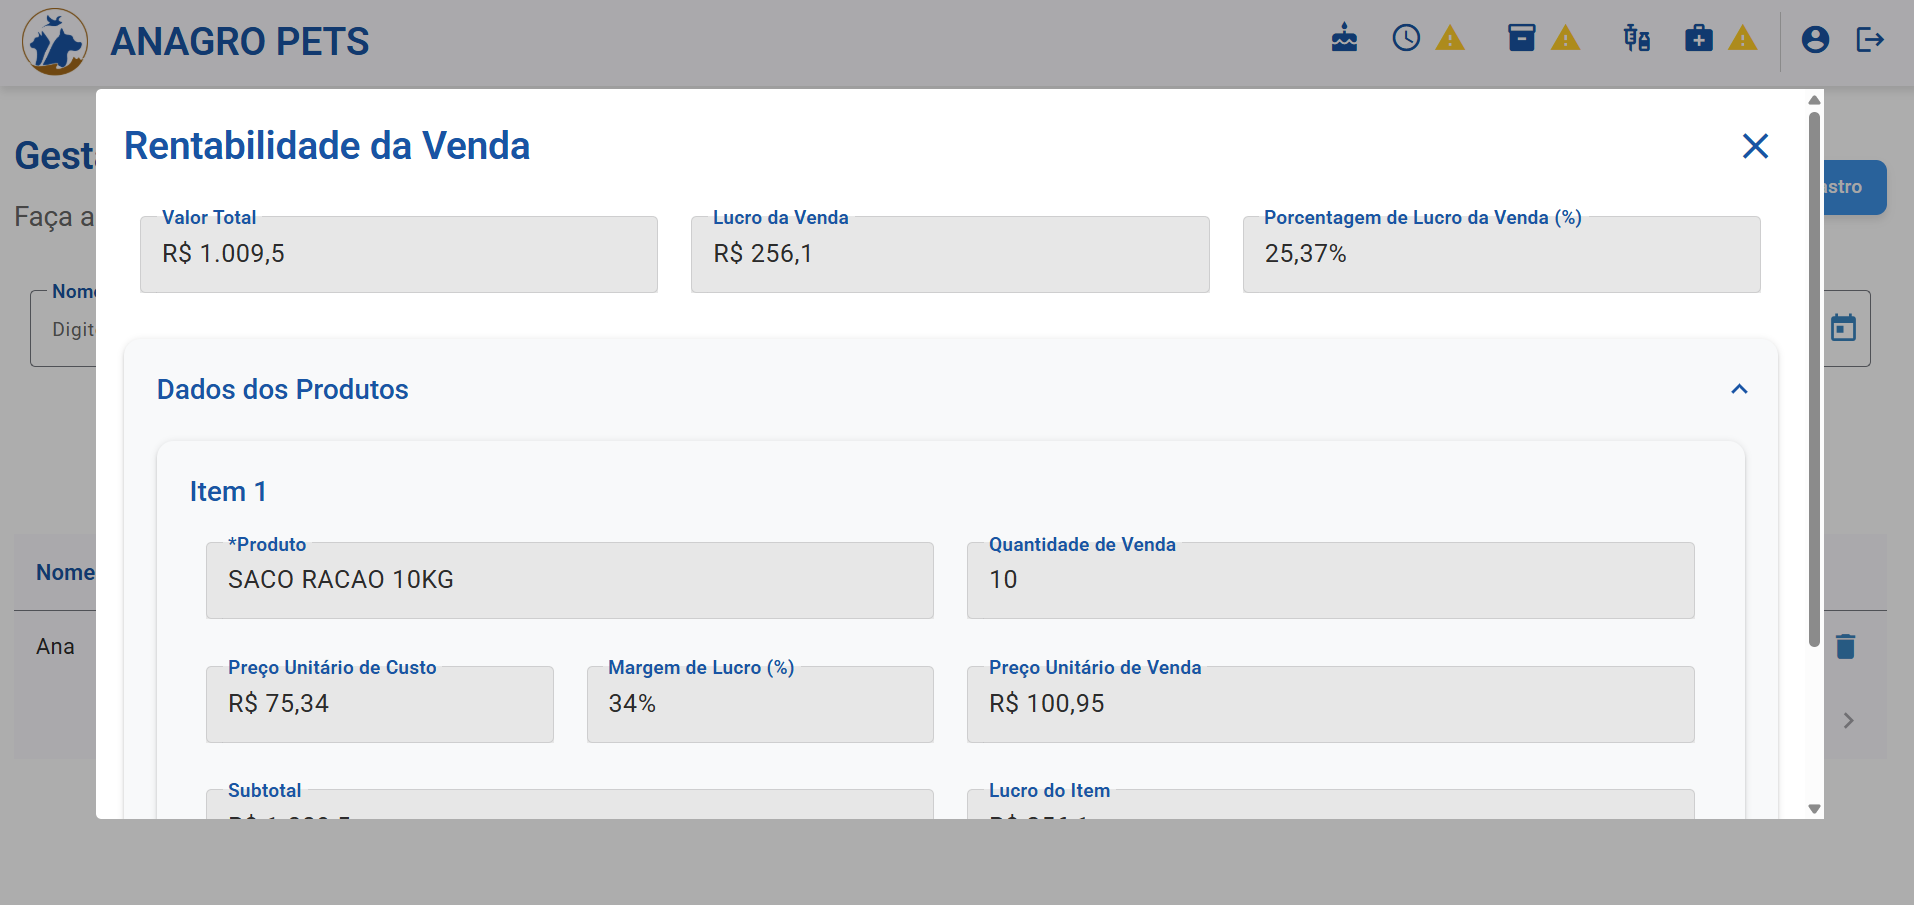 ANAGRO PETS
Gest
astro
Faça a
Nome
Digit
Rentabilidade da Venda
Valor Total
R$ 1.009,5
Lucro da Venda
R$ 256,1
Porcentagem de Lucro da Venda (%)
25,37%
Dados dos Produtos
Item 1
*Produto
SACO RACAO 10KG
Quantidade de Venda
10
Preço Unitário de Custo
R$ 75,34
Margem de Lucro (%)
34%
Preço Unitário de Venda
R$ 100,95
Subtotal
Lucro do Item
Nome
Ana